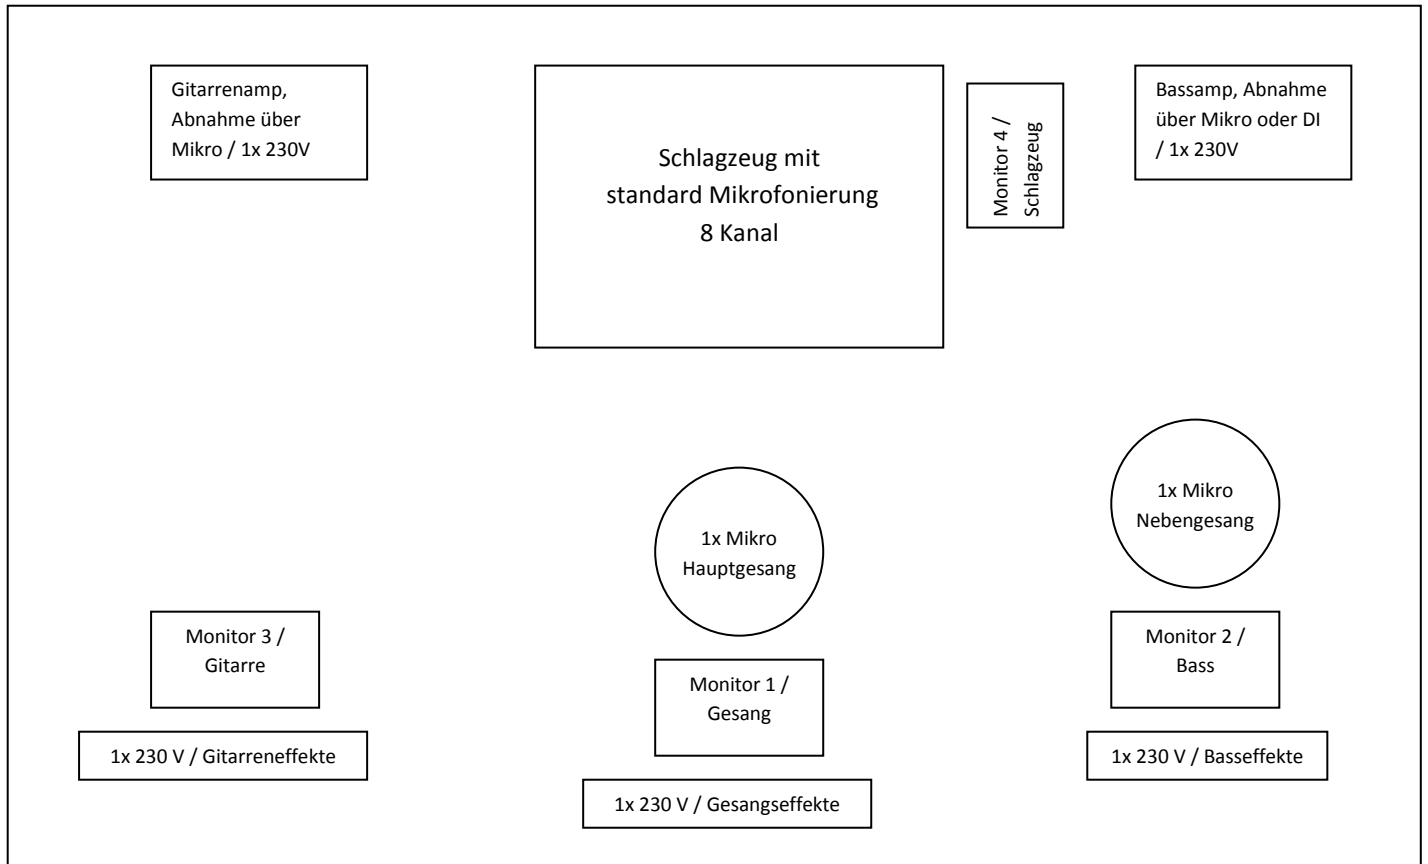 Gitarrenamp,
Abnahme über
Mikro / 1x 230V
Schlagzeug mit
standard Mikrofonierung
8 Kanal
Monitor 4 /
Schlagzeug
Bassamp, Abnahme
über Mikro oder DI
/ 1x 230V
1x Mikro
Hauptgesang
1x Mikro
Nebengesang
Monitor 3 /
Gitarre
Monitor 1 /
Gesang
Monitor 2 /
Bass
1x 230 V / Gitarreneffekte
1x 230 V / Gesangseffekte
1x 230 V / Basseffekte